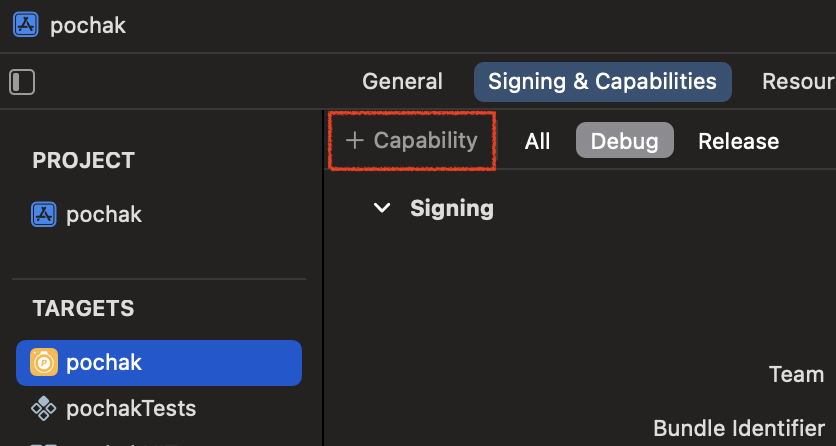 pochak
General Signing & Capabilities Resour
PROJECT
pochak
TARGETS
pochak
pochakTests
+ Capability All Debug Release
Signing
Team
Bundle Identifier